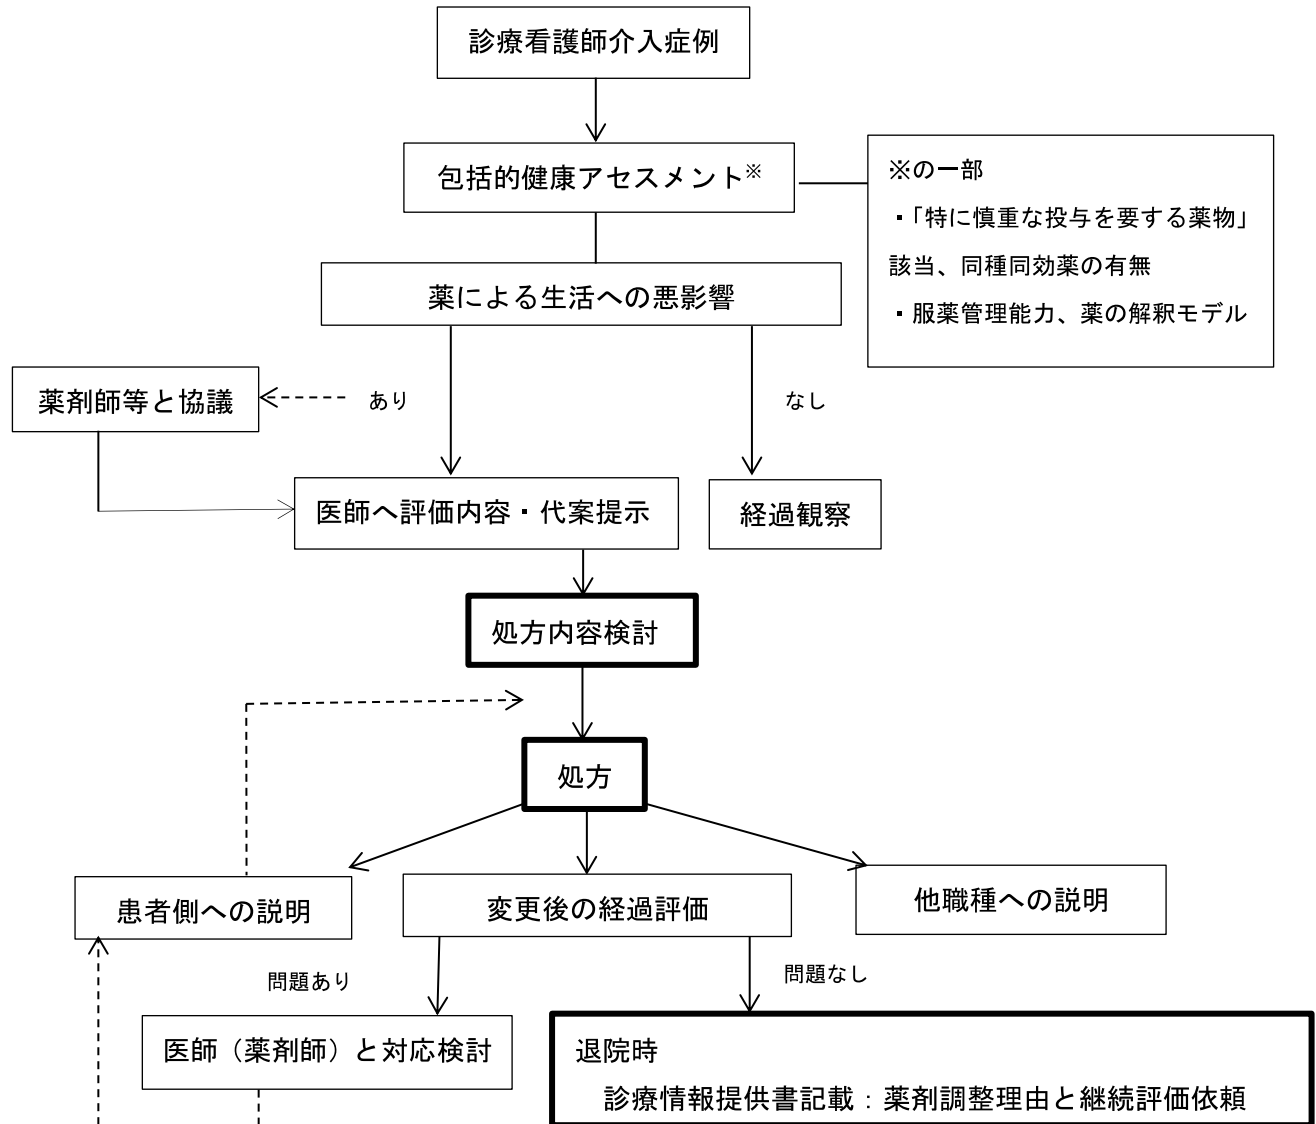 診療看護師介入症例
包括的健康アセスメント※
※の一部
・「特に慎重な投与を要する薬物」
該当、同種同効薬の有無
・服薬管理能力、薬の解釈モデル
薬による生活への悪影響
薬剤師等と協議
あり
なし
医師へ評価内容・代案提示
経過観察
処方内容検討
処方
患者側への説明
変更後の経過評価
他職種への説明
問題あり
問題なし
医師（薬剤師）と対応検討
退院時
診療情報提供書記載：薬剤調整理由と継続評価依頼